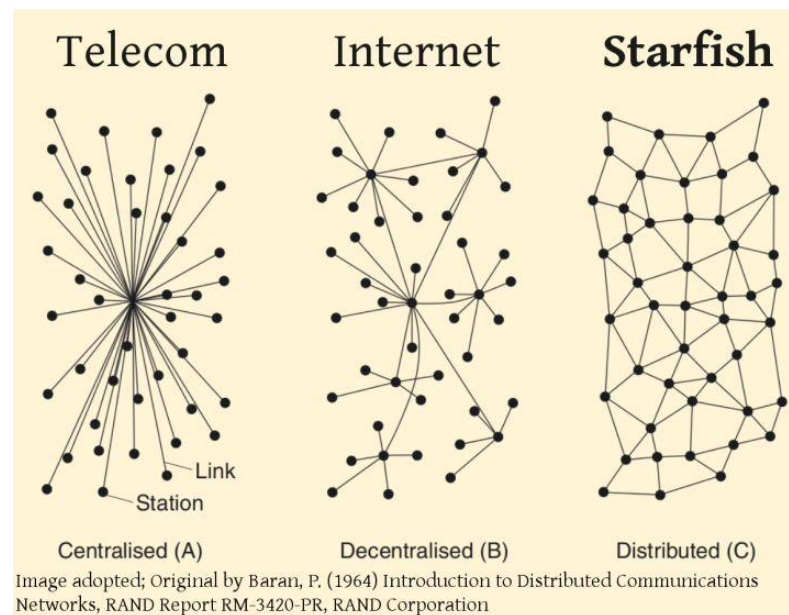 Telecom Internet Starfish
Link
Station
Centralised (A) Decentralised (B) Distributed (C)
Image adopted; Original by Baran, P. (1964) Introduction to Distributed Communications
Networks, RAND Report RM-3420-PR, RAND Corporation